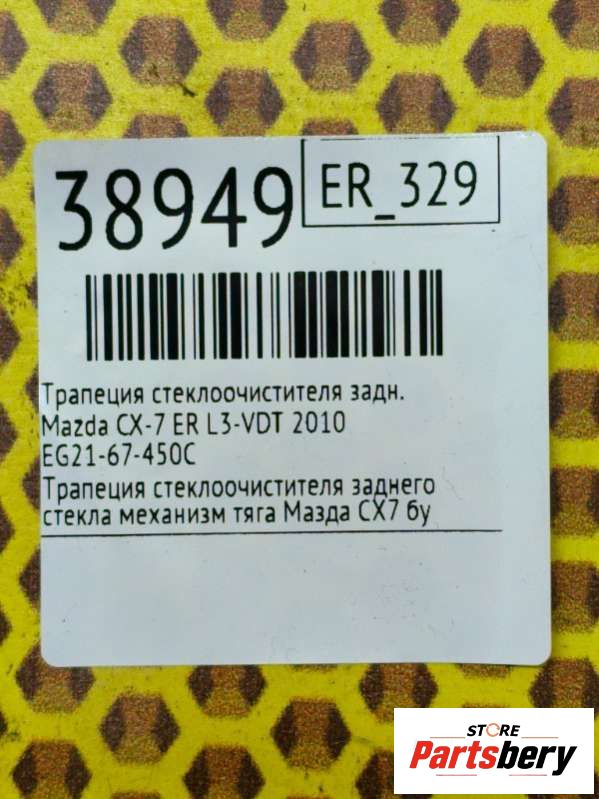 38949
ER_329
Трапеция стеклоочистителя задн.
Mazda CX-7 ER L3-VDT 2010
EG21-67-450C
Трапеция стеклоочистителя заднего
стекла механизм тяга Мазда СХ7 бу
STORE
Partsbery